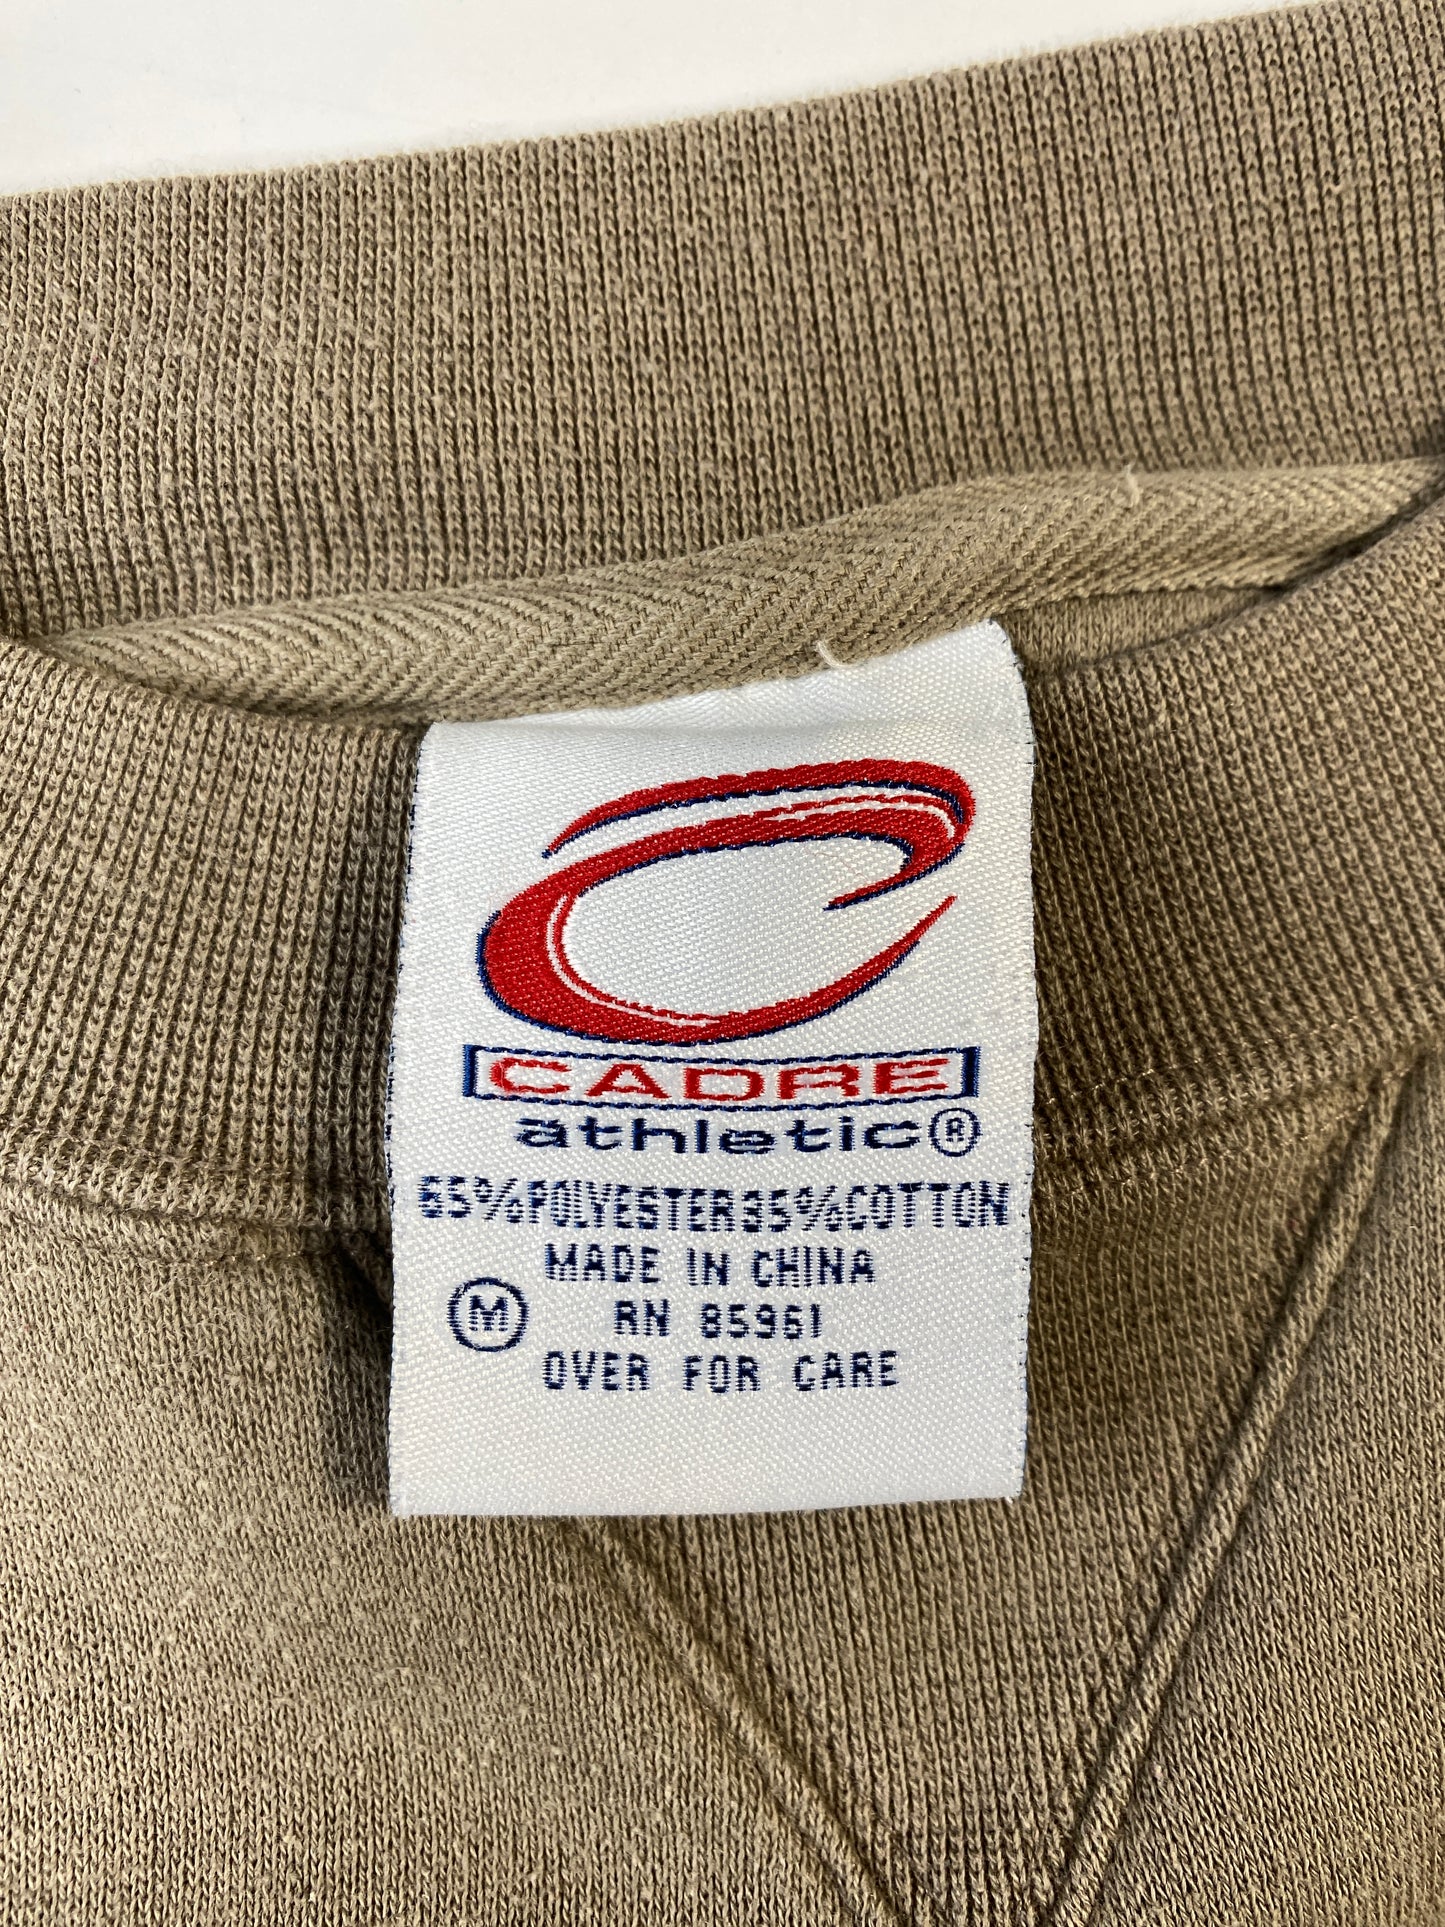 CADRE
athletic®
65%POLYESTER35%COTTON
MADE IN CHINA
M RN 85961
OVER FOR CARE